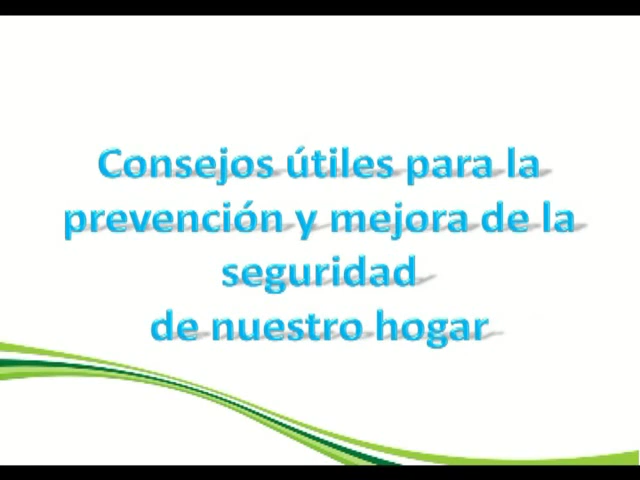 Consejos útiles para la
prevención y mejora de la
seguridad
de nuestro hogar